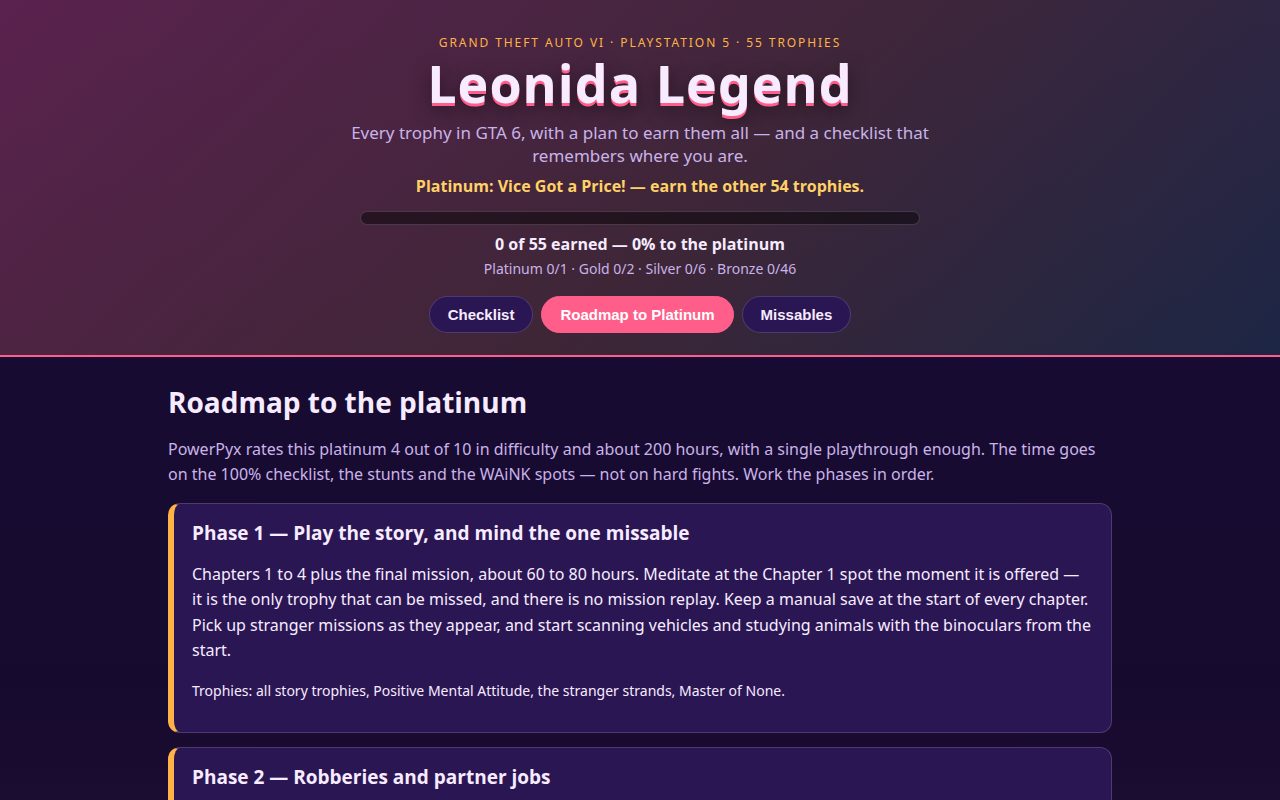 GRAND THEFT AUTO VI · PLAYSTATION 5 · 55 TROPHIES
Leonida Legend
Every trophy in GTA 6, with a plan to earn them all — and a checklist that
remembers where you are.
Platinum: Vice Got a Price! — earn the other 54 trophies.
0 of 55 earned — 0% to the platinum
Platinum 0/1 · Gold 0/2 · Silver 0/6 · Bronze 0/46
Checklist
Roadmap to Platinum
Missables
Roadmap to the platinum
PowerPyx rates this platinum 4 out of 10 in difficulty and about 200 hours, with a single playthrough enough. The time goes
on the 100% checklist, the stunts and the WAiNK spots — not on hard fights. Work the phases in order.
Phase 1 — Play the story, and mind the one missable
Chapters 1 to 4 plus the final mission, about 60 to 80 hours. Meditate at the Chapter 1 spot the moment it is offered —
it is the only trophy that can be missed, and there is no mission replay. Keep a manual save at the start of every chapter.
Pick up stranger missions as they appear, and start scanning vehicles and studying animals with the binoculars from the
start.
Trophies: all story trophies, Positive Mental Attitude, the stranger strands, Master of None.
Phase 2 — Robberies and partner jobs